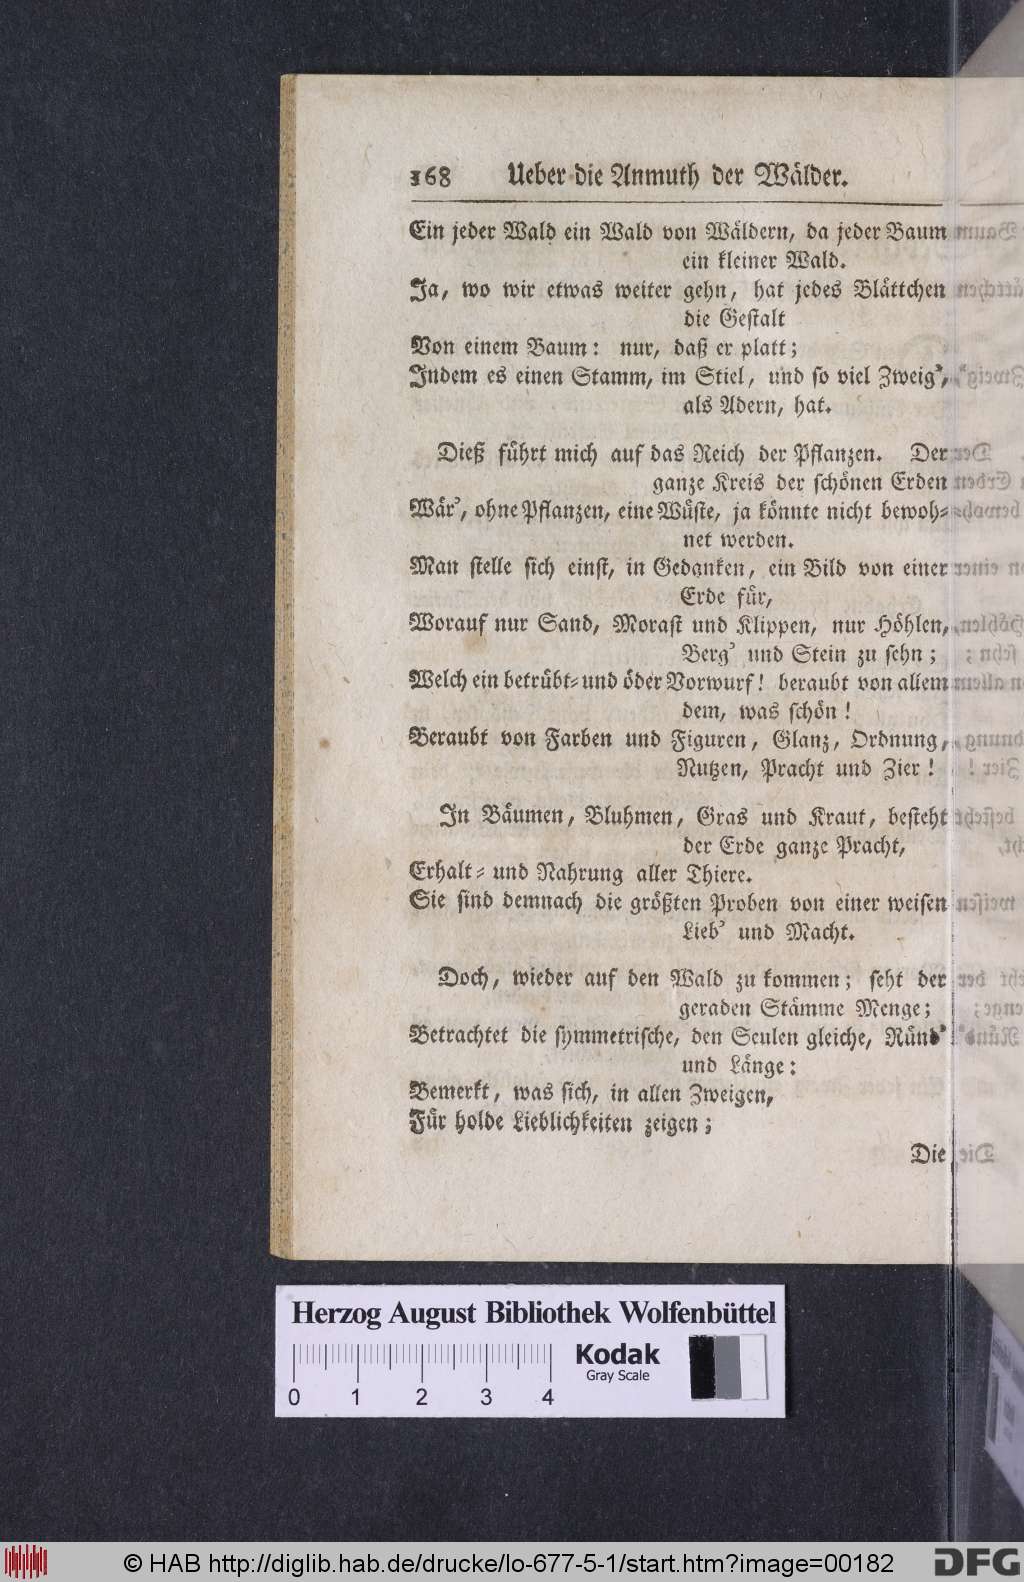 168 Ueber die Anmuth der Wälder.
Ein jeder Wald ein Wald von Wäldern, da jeder Baum
ein kleiner Wald.
Ja, wo wir etwas weiter gehn, hat jedes Blättchen
die Gestalt
Von einem Baum: nur, daß er platt;
Indem es einen Stamm, im Stiel, und so viel Zweig',
als Adern, hat.
Dieß führt mich auf das Reich der Pflanzen. Der
ganze Kreis der schönen Erden
Wär', ohne Pflanzen, eine Wüste, ja könnte nicht bewoh-
net werden.
Man stelle sich einst, in Gedanken, ein Bild von einer
Erde für,
Worauf nur Sand, Morast und Klippen, nur Höhlen,
Berg' und Stein zu sehn;
Welch ein betrübt- und öder Vorwurf! beraubt von allem
dem, was schön!
Beraubt von Farben und Figuren, Glanz, Ordnung,
Nutzen, Pracht und Zier!
In Bäumen, Bluhmen, Gras und Kraut, besteht
der Erde ganze Pracht,
Erhalt- und Nahrung aller Thiere.
Sie sind demnach die größten Proben von einer weisen
Lieb' und Macht.
Doch, wieder auf den Wald zu kommen; seht der
geraden Stämme Menge;
Betrachtet die symmetrische, den Seulen gleiche, Ründ'
und Länge:
Bemerkt, was sich, in allen Zweigen,
Für holde Lieblichkeiten zeigen;
Die
Herzog August Bibliothek Wolfenbüttel
0 1 2 3 4
Kodak
Gray Scale
© HAB http://diglib.hab.de/drucke/lo-677-5-1/start.htm?image=00182
DFG